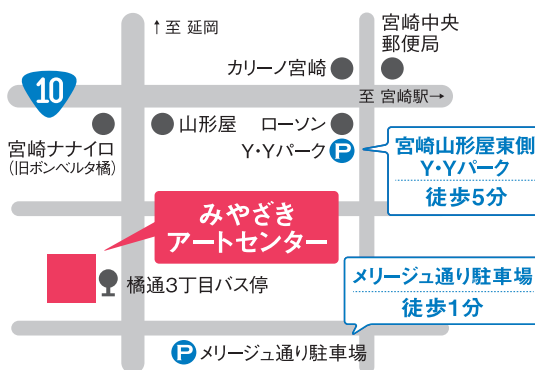 ↑至 延岡
宮崎中央
郵便局
カリーノ宮崎
10
至 宮崎駅→
山形屋
ローソン
宮崎ナナイロ
(旧ボンベルタ橘)
Y・Yパーク
P
宮崎山形屋東側
Y・Yパーク
徒歩5分
みやざき
アートセンター
橘通3丁目バス停
メリージュ通り駐車場
徒歩1分
P メリージュ通り駐車場